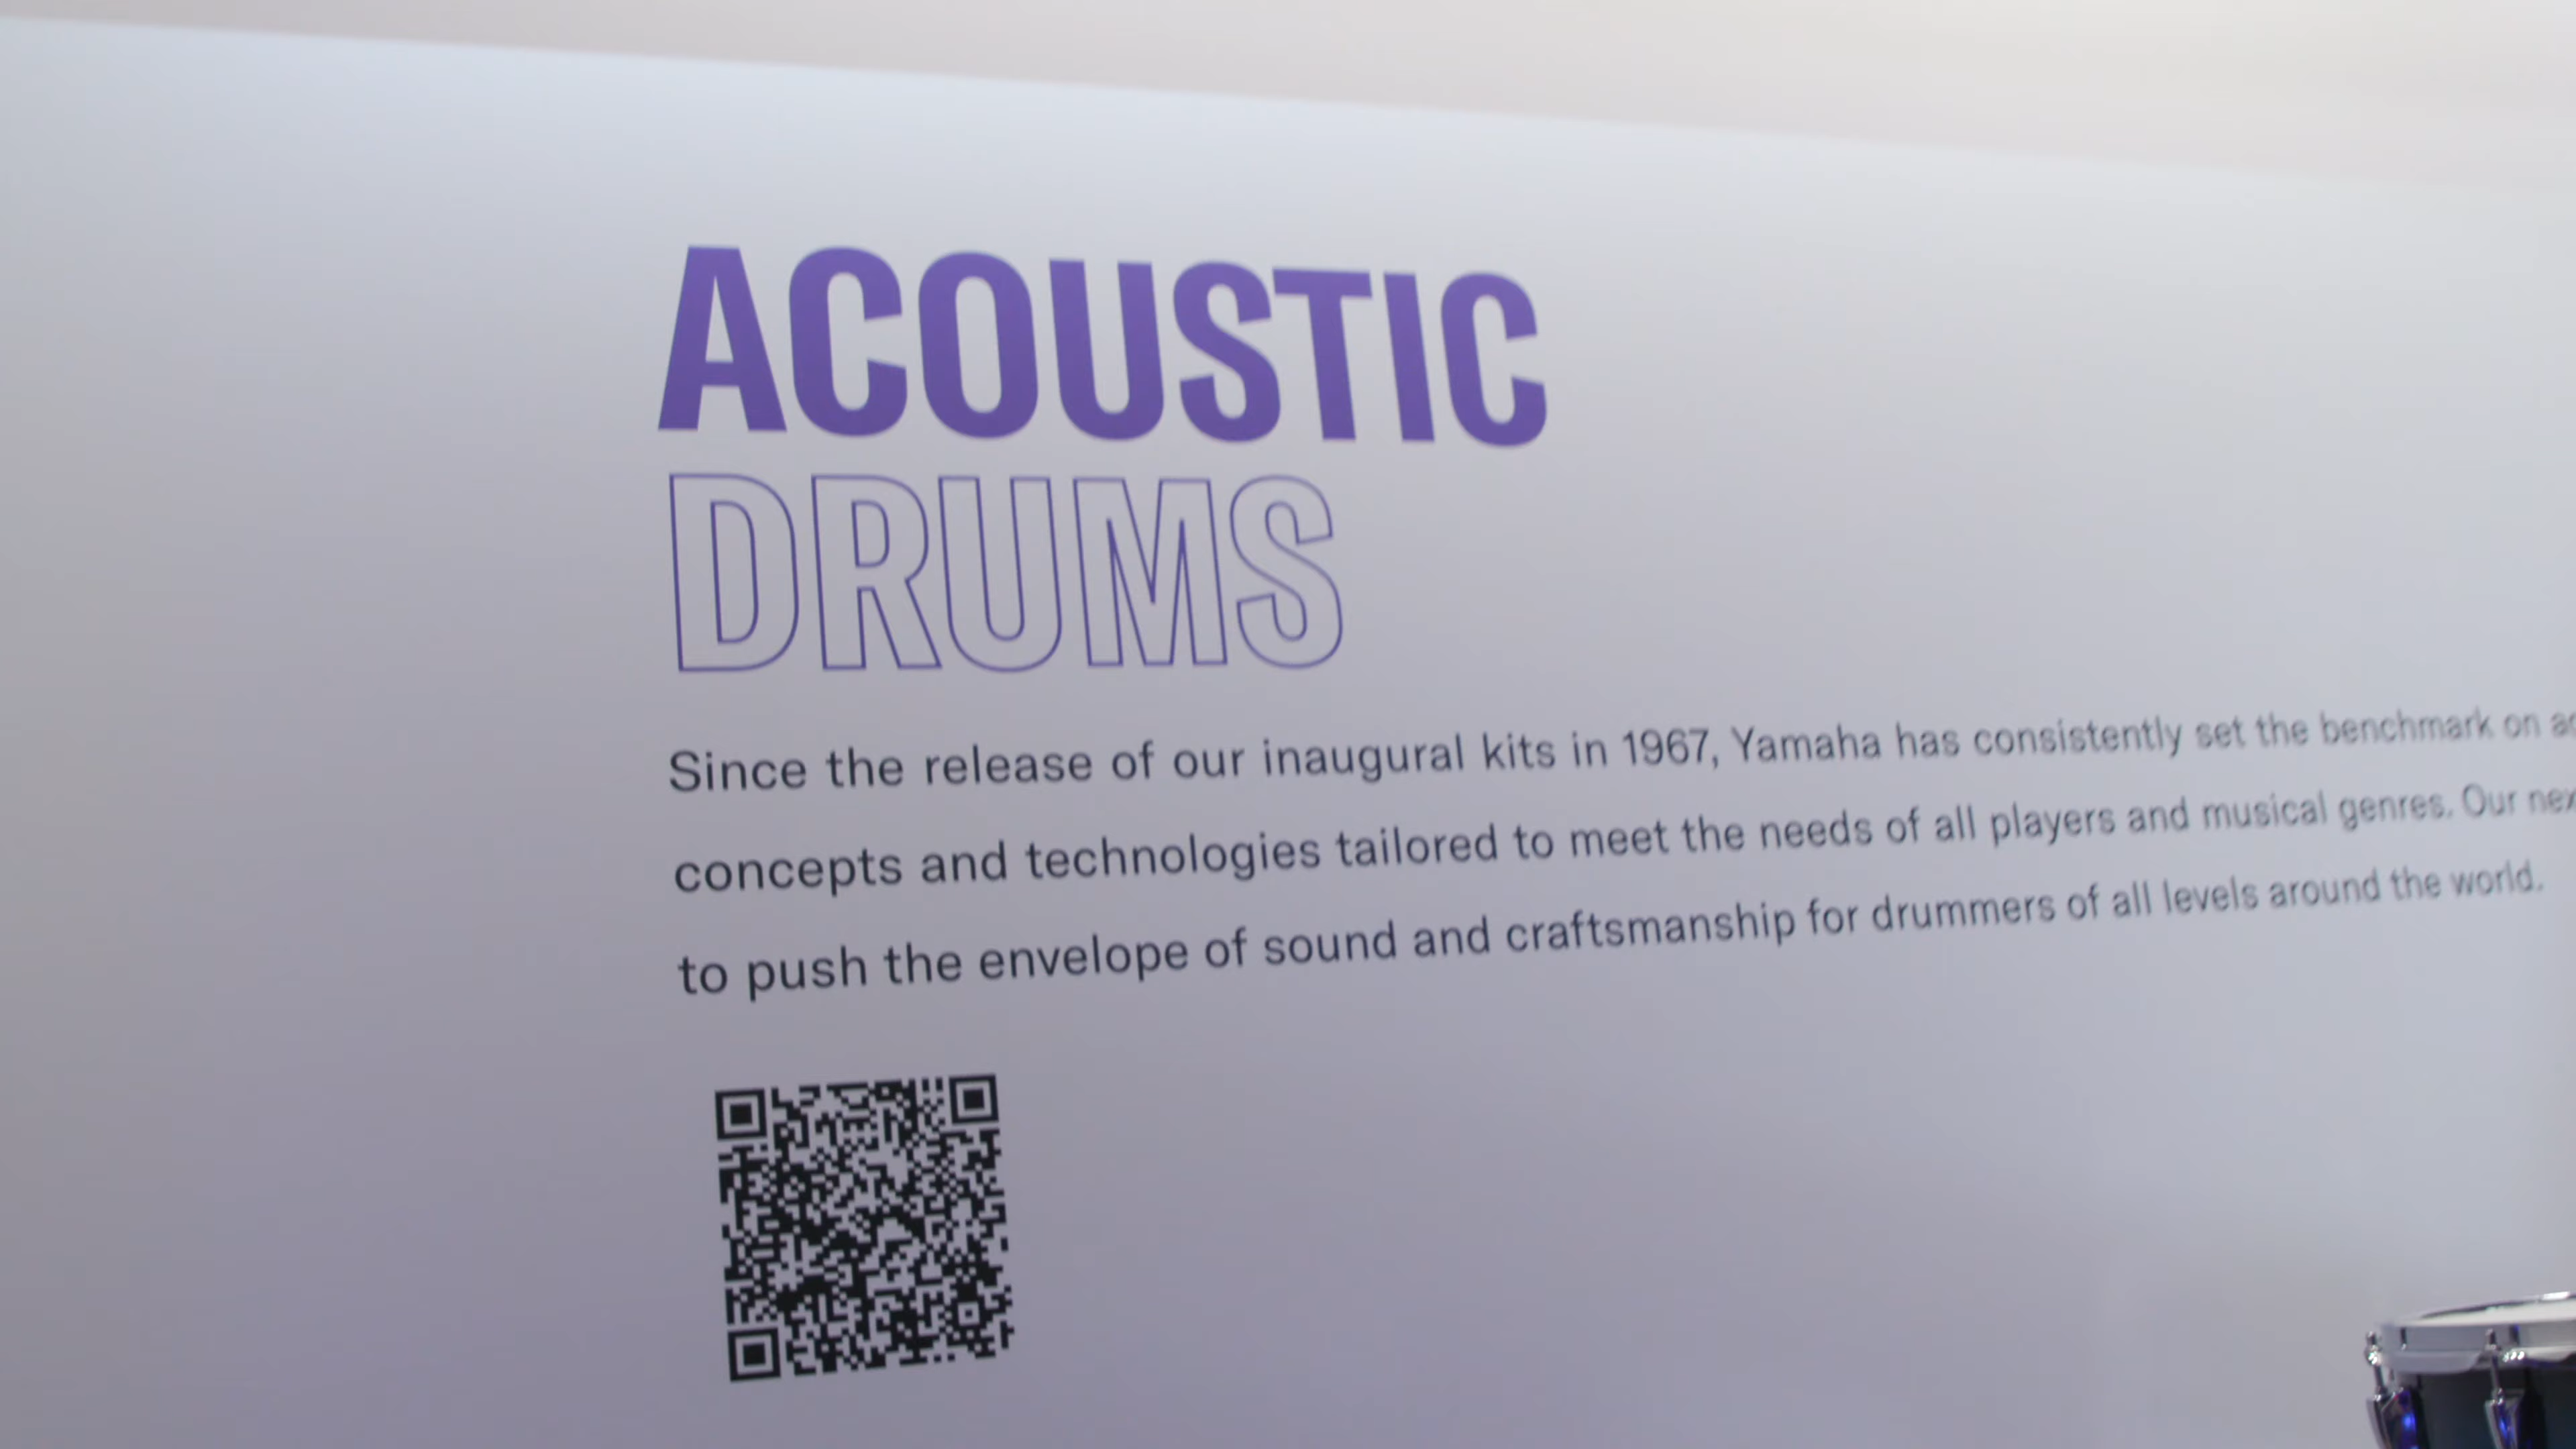 ACOUSTIC
DRUMS
Since the release of our inaugural kits in 1967, Yamaha has consistently set the benchmark on
concepts and technologies tailored to meet the needs of all players and musical genres. Our
to push the envelope of sound and craftsmanship for drummers of all levels around the world.